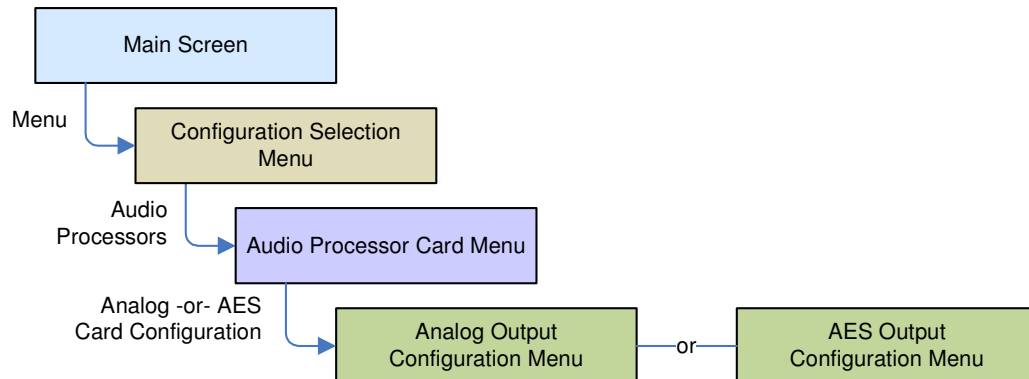 Main Screen
Menu
Configuration Selection
Menu
Audio
Processors
Audio Processor Card Menu
Analog -or- AES
Card Configuration
Analog Output
Configuration Menu
or
AES Output
Configuration Menu